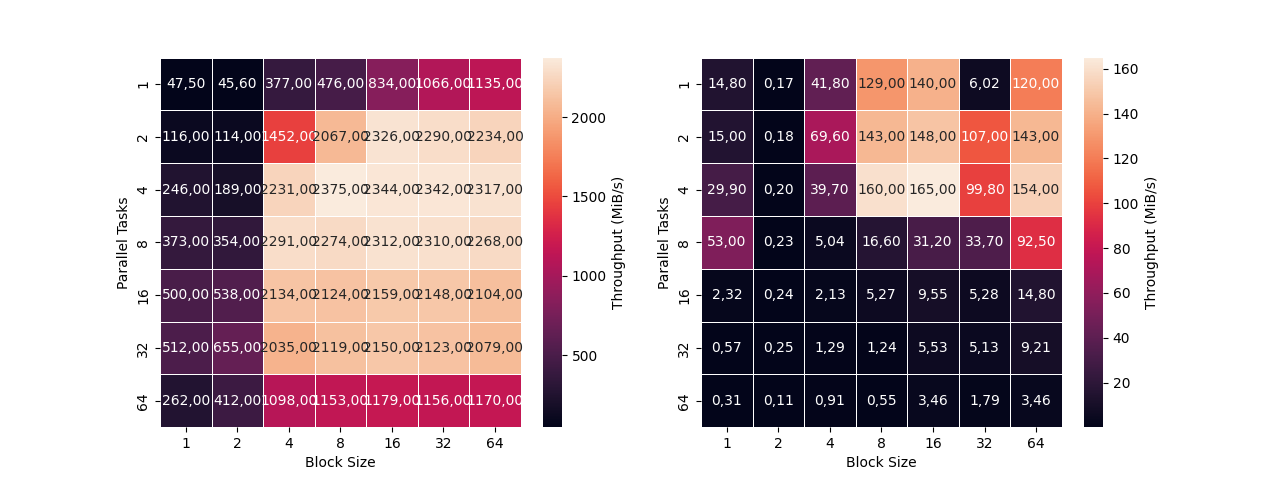 1 47,50 45,60 377,00 476,00 834,00 1066,00 1135,00
2 116,00 114,00 1452,00 2067,00 2326,00 2290,00 2234,00
4 246,00 189,00 2231,00 2375,00 2344,00 2342,00 2317,00
8 373,00 354,00 2291,00 2274,00 2312,00 2310,00 2268,00
16 500,00 538,00 2134,00 2124,00 2159,00 2148,00 2104,00
32 512,00 655,00 2035,00 2119,00 2150,00 2123,00 2079,00
64 262,00 412,00 1098,00 1153,00 1179,00 1156,00 1170,00
1 2 4 8 16 32 64
Block Size
Parallel Tasks
2000
1500
1000
500
Throughput (MiB/s)
1 14,80 0,17 41,80 129,00 140,00 6,02 120,00
2 15,00 0,18 69,60 143,00 148,00 107,00 143,00
4 29,90 0,20 39,70 160,00 165,00 99,80 154,00
8 53,00 0,23 5,04 16,60 31,20 33,70 92,50
16 2,32 0,24 2,13 5,27 9,55 5,28 14,80
32 0,57 0,25 1,29 1,24 5,53 5,13 9,21
64 0,31 0,11 0,91 0,55 3,46 1,79 3,46
1 2 4 8 16 32 64
Block Size
Parallel Tasks
160
140
120
100
80
60
40
20
Throughput (MiB/s)